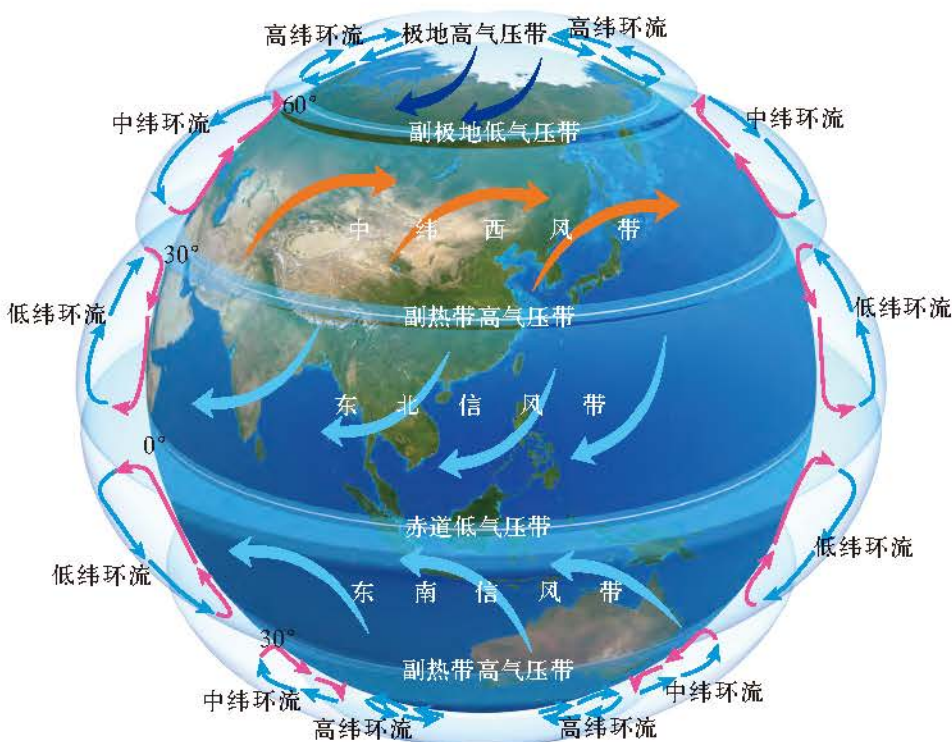 高纬环流
极地高气压带
高纬环流
60°
中纬环流
中纬环流
副极地低气压带
中纬西风带
30°
低纬环流
副热带高气压带
低纬环流
东北信风带
0°
赤道低气压带
低纬环流
低纬环流
东南信风带
30°
副热带高气压带
中纬环流
中纬环流
高纬环流
高纬环流